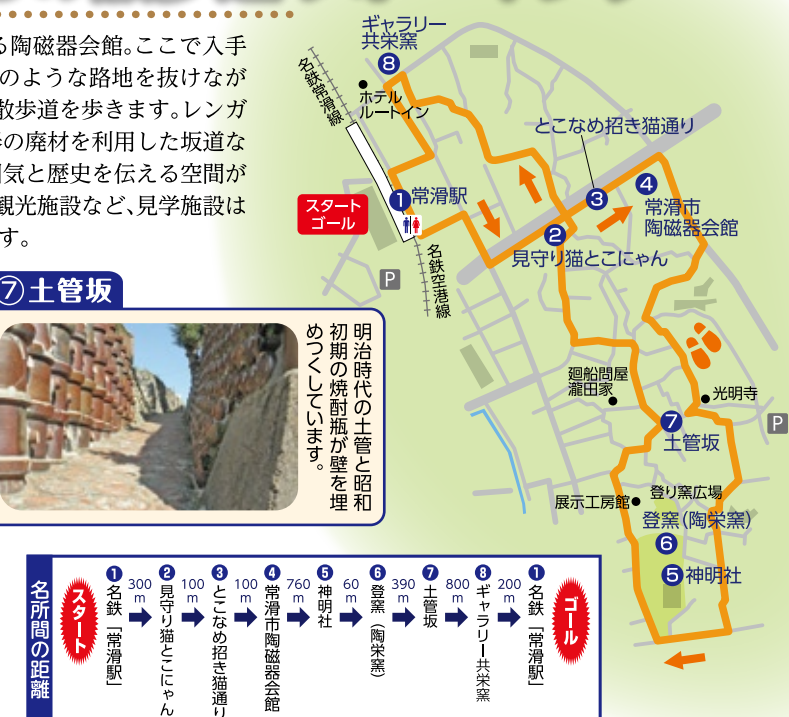 る陶磁器会館。ここで入手
のような路地を抜けなが
散歩道を歩きます。レンガ
の廃材を利用した坂道な
気と歴史を伝える空間が
観光施設など、見学施設は
す。
⑦土管坂
明治時代の土管と昭和
初期の焼酎瓶が壁を埋
めつくしています。
ギャラリー
共栄窯
⑧
名鉄常滑線
ホテル
ルートイン
とこなめ招き猫通り
スタート
ゴール
①常滑駅
③
④
常滑市
陶磁器会館
②
見守り猫とこにゃん
名鉄空港線
P
廻船問屋
瀧田家
光明寺
⑦
土管坂
P
展示工房館
登り窯広場
登窯(陶栄窯)
⑥
⑤神明社
名所間の距離
スタート
①名鉄「常滑駅」
300m
②見守り猫とこにゃん
100m
③とこなめ招き猫通り
100m
④常滑市陶磁器会館
760m
⑤神明社
60m
⑥登窯(陶栄窯)
390m
⑦土管坂
800m
⑧ギャラリー共栄窯
200m
①名鉄「常滑駅」
ゴール